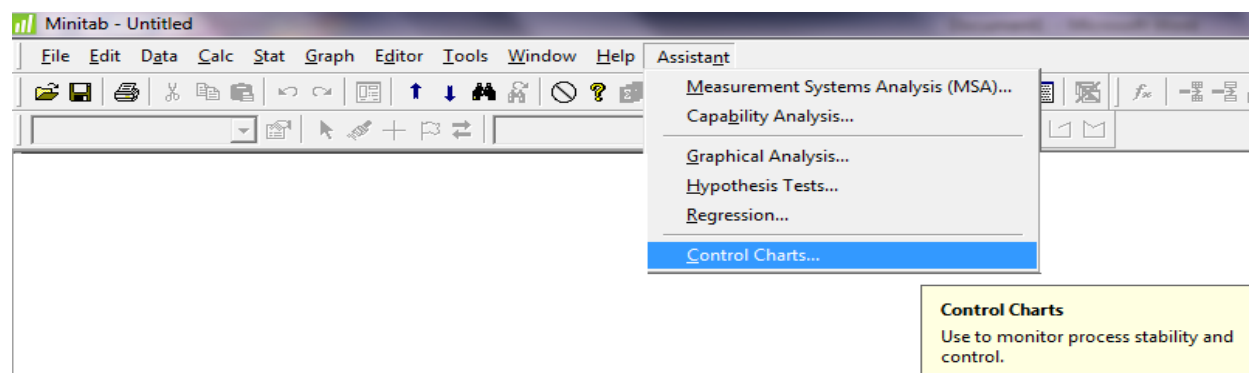 Minitab - Untitled
File Edit Data Calc Stat Graph Editor Tools Window Help Assistant
Measurement Systems Analysis (MSA)...
Capability Analysis...
Graphical Analysis...
Hypothesis Tests...
Regression...
Control Charts...
Control Charts
Use to monitor process stability and
control.